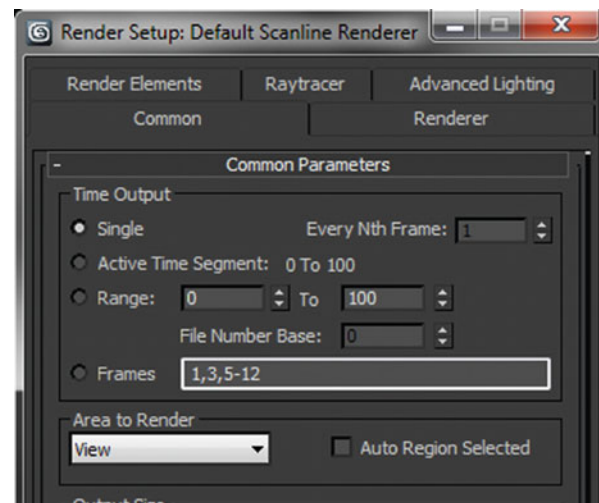 Render Setup: Default Scanline Renderer
Render Elements Raytracer Advanced Lighting
Common Renderer
- Common Parameters
Time Output
Single Every Nth Frame: 1
Active Time Segment: 0 To 100
Range: 0 To 100
File Number Base: 0
Frames 1,3,5-12
Area to Render
View Auto Region Selected
Output Size